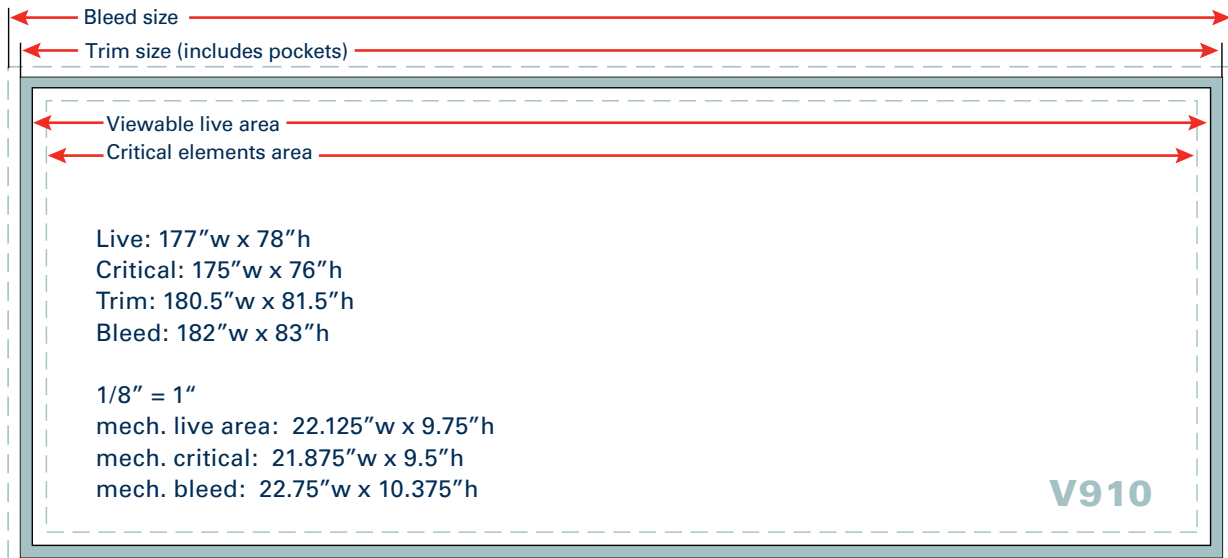 Bleed size
Trim size (includes pockets)
Viewable live area
Critical elements area
Live: 177”w x 78”h
Critical: 175”w x 76”h
Trim: 180.5”w x 81.5”h
Bleed: 182”w x 83”h
1/8” = 1“
mech. live area:  22.125”w x 9.75”h
mech. critical:  21.875”w x 9.5”h
mech. bleed:  22.75”w x 10.375”h
V910